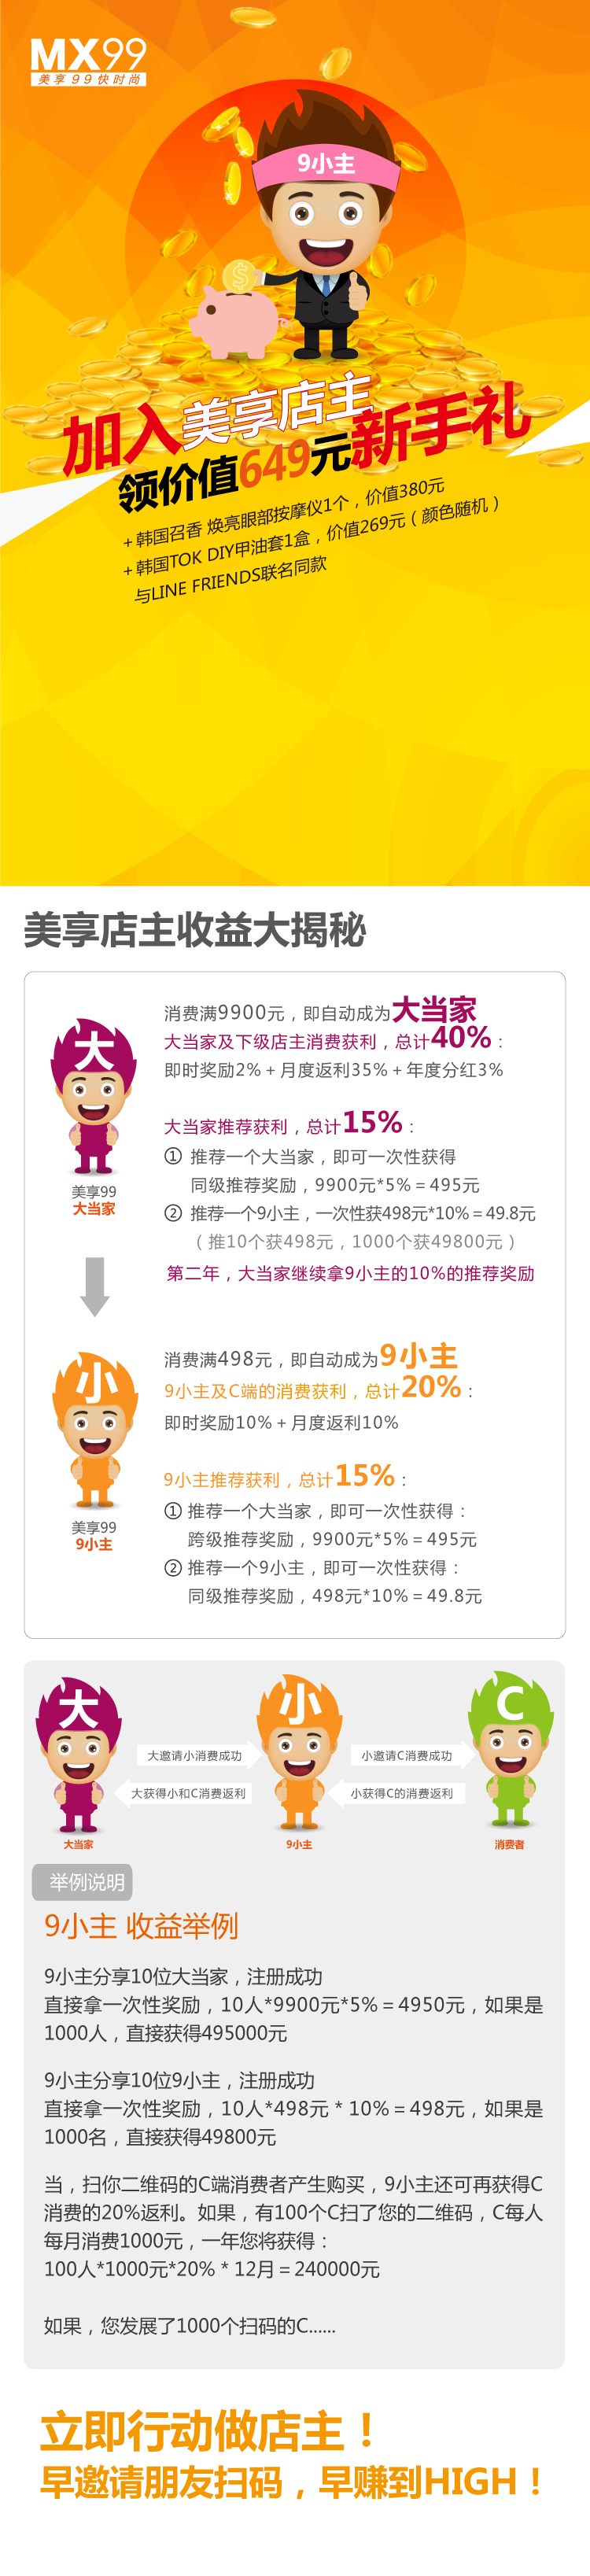 MX99
美享99快时尚
9小主
加入美享店主
领价值649元新手礼
+韩国召香 焕亮眼部按摩仪1个，价值380元
+韩国TOK DIY甲油套1盒，价值269元（颜色随机）
与LINE FRIENDS联名同款
美享店主收益大揭秘
大
美享99
大当家
消费满9900元，即自动成为大当家
大当家及下级店主消费获利，总计40%：
即时奖励2%+月度返利35%+年度分红3%
大当家推荐获利，总计15%：
① 推荐一个大当家，即可一次性获得
同级推荐奖励，9900元*5%=495元
② 推荐一个9小主，一次性获498元*10%=49.8元
（推10个获498元，1000个获49800元）
第二年，大当家继续拿9小主的10%的推荐奖励
小
美享99
9小主
消费满498元，即自动成为9小主
9小主及C端的消费获利，总计20%：
即时奖励10%+月度返利10%
9小主推荐获利，总计15%：
① 推荐一个大当家，即可一次性获得：
跨级推荐奖励，9900元*5%=495元
② 推荐一个9小主，即可一次性获得：
同级推荐奖励，498元*10%=49.8元
大
小
C
大邀请小消费成功
小邀请C消费成功
大获得小和C消费返利
小获得C的消费返利
大当家
9小主
消费者
举例说明
9小主 收益举例
9小主分享10位大当家，注册成功
直接拿一次性奖励，10人*9900元*5%=4950元，如果是
1000人，直接获得495000元
9小主分享10位9小主，注册成功
直接拿一次性奖励，10人*498元 * 10%=498元，如果是
1000名，直接获得49800元
当，扫你二维码的C端消费者产生购买，9小主还可再获得C
消费的20%返利。如果，有100个C扫了您的二维码，C每人
每月消费1000元，一年您将获得：
100人*1000元*20% * 12月=240000元
如果，您发展了1000个扫码的C......
立即行动做店主！
早邀请朋友扫码，早赚到HIGH！